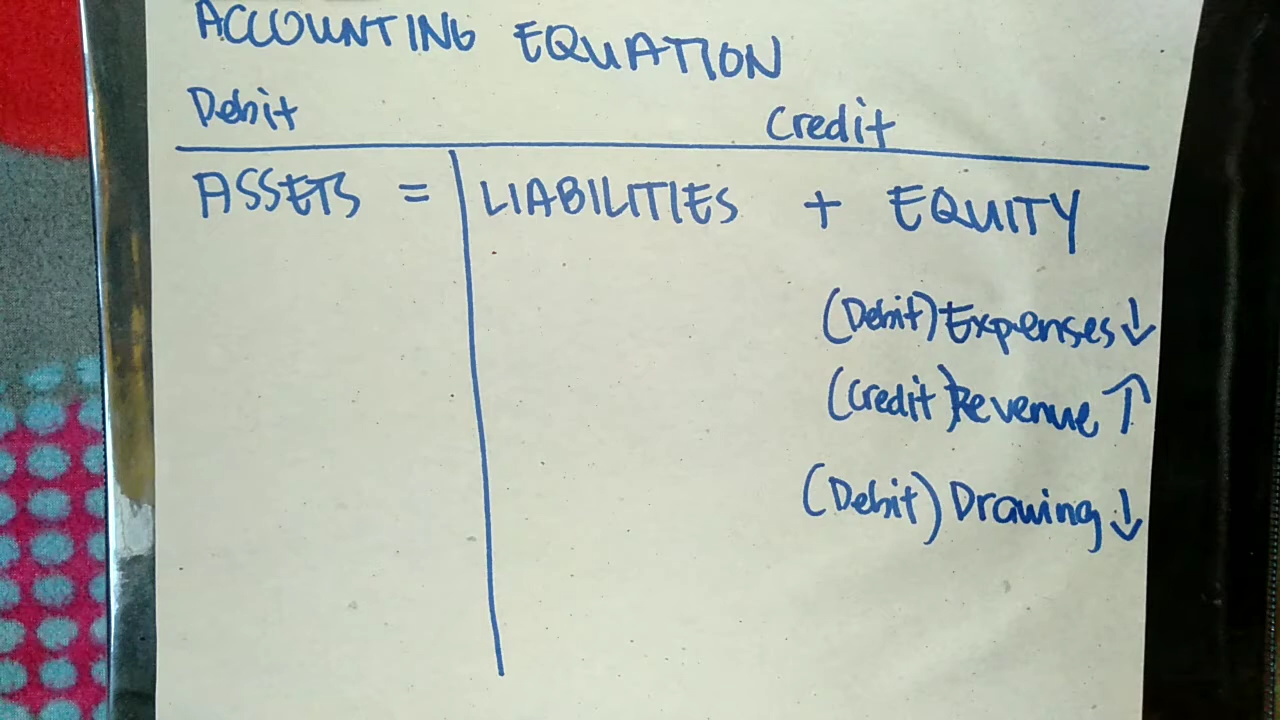 ACCOUNTING EQUATION
Debit Credit
ASSETS = LIABILITIES + EQUITY
(Debit) Expenses ↓
(Credit) Revenue ↑
(Debit) Drawing ↓